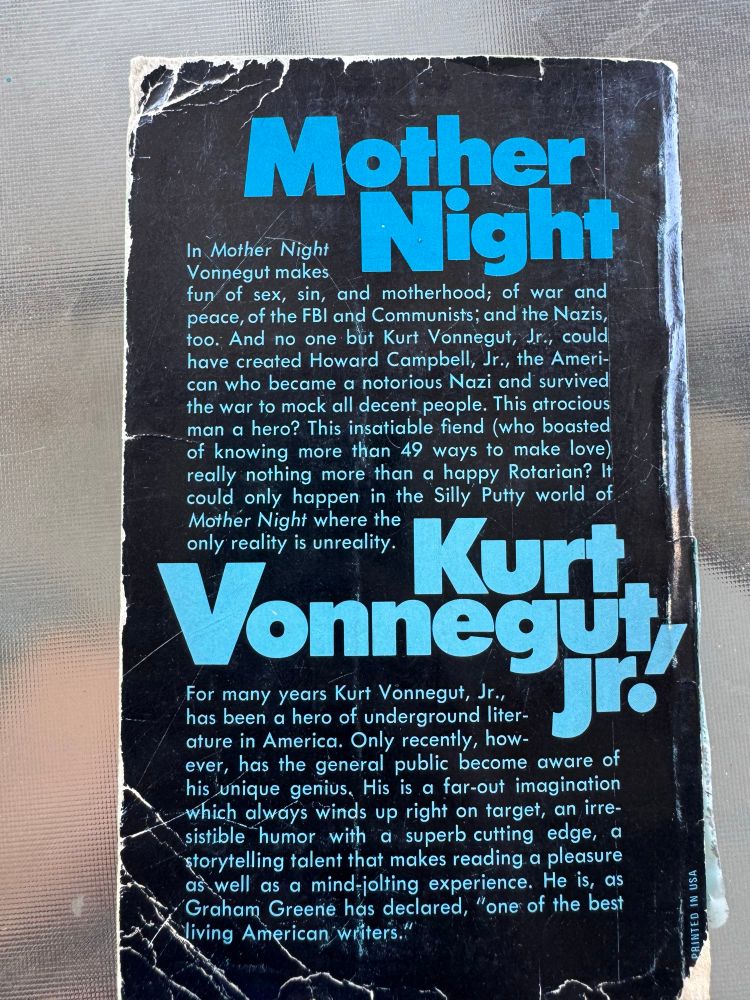 Mother
Night
In Mother Night
Vonnegut makes
fun of sex, sin, and motherhood; of war and
peace, of the FBI and Communists; and the Nazis,
too. And no one but Kurt Vonnegut, Jr., could
have created Howard Campbell, Jr., the Ameri-
can who became a notorious Nazi and survived
the war to mock all decent people. This atrocious
man a hero? This insatiable fiend (who boasted
of knowing more than 49 ways to make love)
really nothing more than a happy Rotarian? It
could only happen in the Silly Putty world of
Mother Night where the
only reality is unreality.
Kurt
Vonnegut,
jr.!
For many years Kurt Vonnegut, Jr.,
has been a hero of underground liter-
ature in America. Only recently, how-
ever, has the general public become aware of
his unique genius. His is a far-out imagination
which always winds up right on target, an irre-
sistible humor with a superb cutting edge, a
storytelling talent that makes reading a pleasure
as well as a mind-jolting experience. He is, as
Graham Greene has declared, "one of the best
living American writers."
PRINTED IN USA